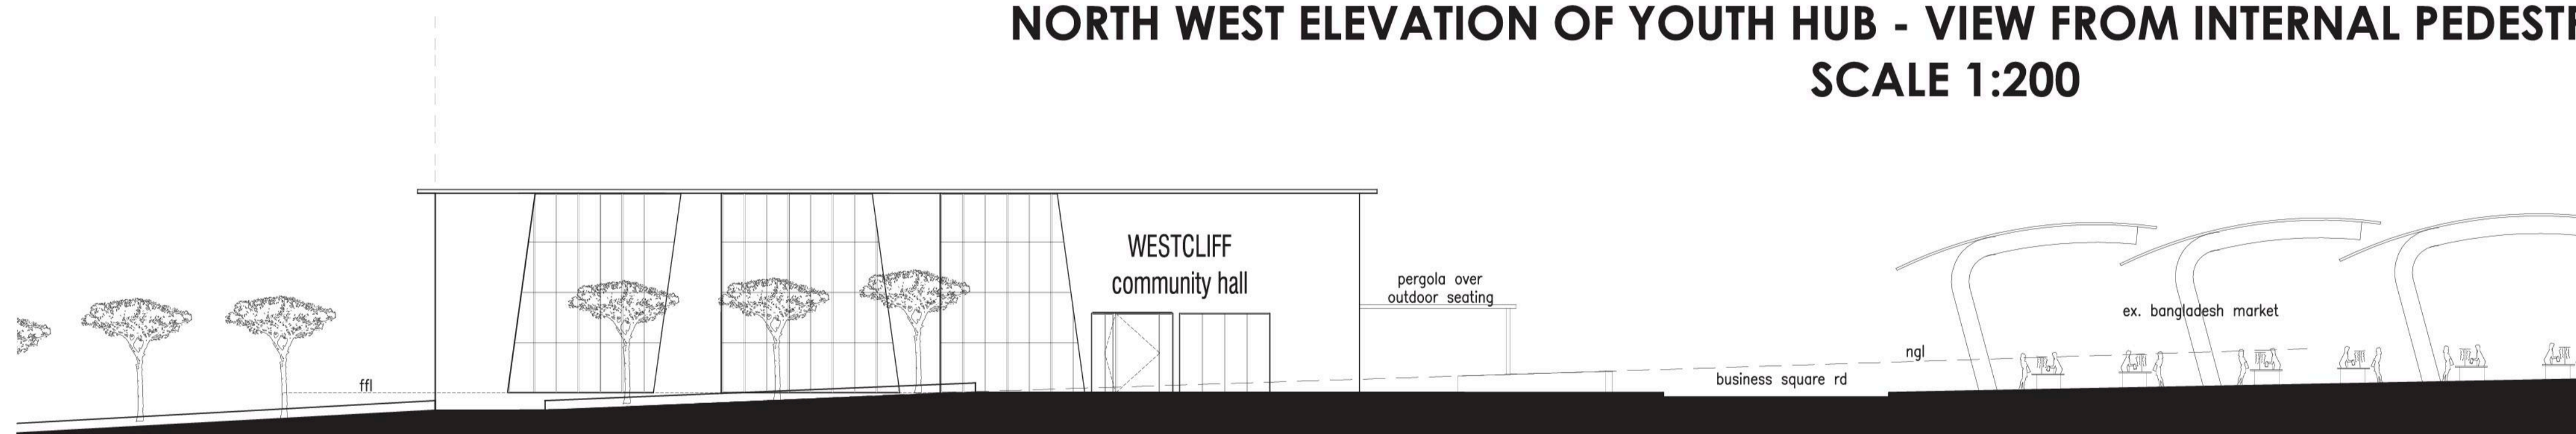 NORTH WEST ELEVATION OF YOUTH HUB - VIEW FROM INTERNAL
SCALE 1:200
WESTCLIFF
community hall
pergola over
outdoor seating
ex. bangladesh market
ngl
ffl
business square rd